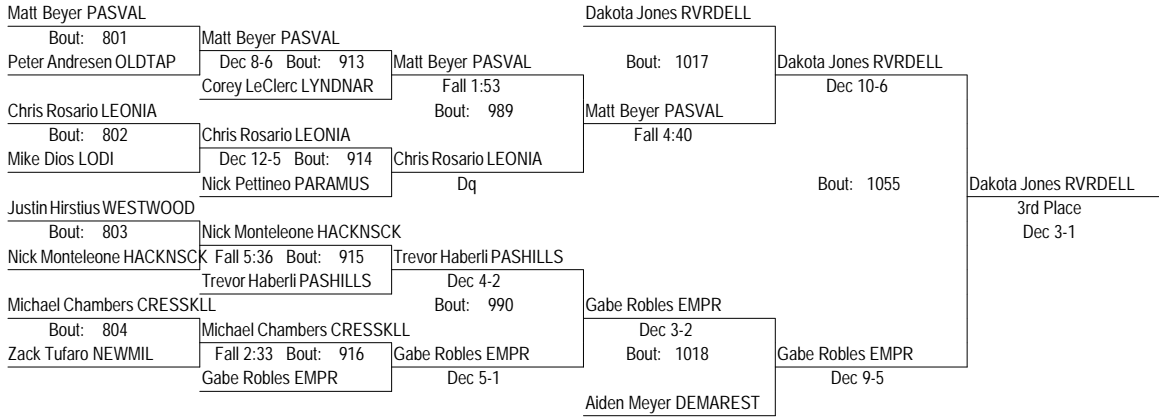 Matt Beyer PASVAL
Bout: 801
Peter Andresen OLDTAP
Chris Rosario LEONIA
Bout: 802
Mike Dios LODI
Justin Hirstius WESTWOOD
Bout: 803
Nick Monteleone HACKNSCK
Michael Chambers CRESSKLL
Bout: 804
Zack Tufaro NEWMIL
Matt Beyer PASVAL
Dec 8-6 Bout: 913
Corey LeClerc LYNDNAR
Chris Rosario LEONIA
Dec 12-5 Bout: 914
Nick Pettineo PARAMUS
Nick Monteleone HACKNSCK
Fall 5:36 Bout: 915
Trevor Haberli PASHILLS
Michael Chambers CRESSKLL
Fall 2:33 Bout: 916
Gabe Robles EMPR
Matt Beyer PASVAL
Fall 1:53
Bout: 989
Chris Rosario LEONIA
Dq
Trevor Haberli PASHILLS
Dec 4-2
Bout: 990
Gabe Robles EMPR
Dec 5-1
Dakota Jones RVRDELL
Bout: 1017
Matt Beyer PASVAL
Fall 4:40
Gabe Robles EMPR
Dec 3-2
Bout: 1018
Aiden Meyer DEMAREST
Dakota Jones RVRDELL
Dec 10-6
Bout: 1055
Gabe Robles EMPR
Dec 9-5
Dakota Jones RVRDELL
3rd Place
Dec 3-1